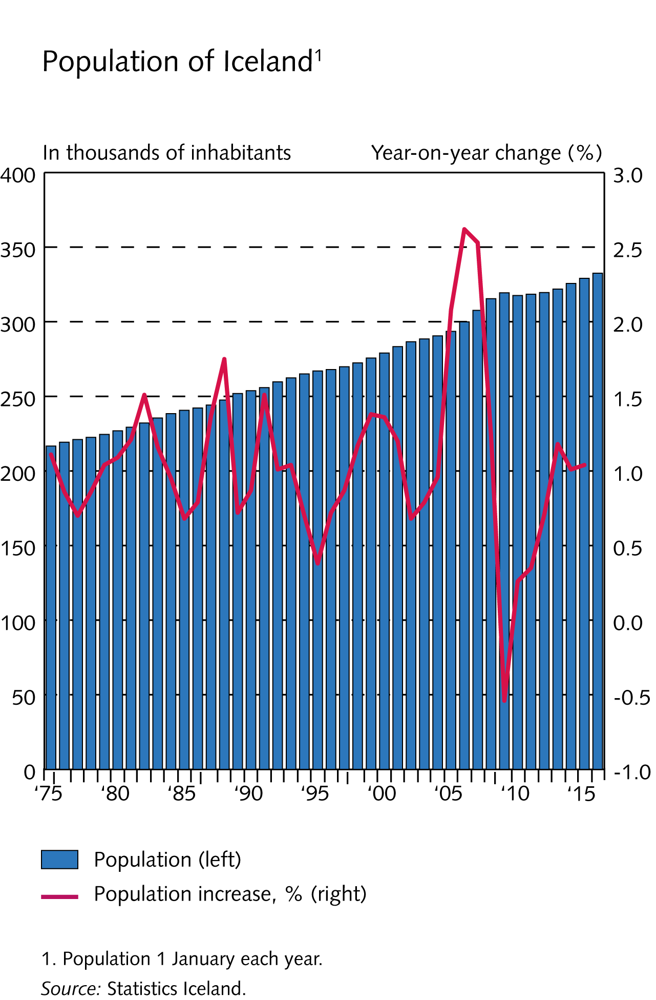 Population of Iceland¹
In thousands of inhabitants Year-on-year change (%)
400 3.0
350 2.5
300 2.0
250 1.5
200 1.0
150 0.5
100 0.0
50 -0.5
0 -1.0
‘75 ‘80 ‘85 ‘90 ‘95 ‘00 ‘05 ‘10 ‘15
Population (left)
Population increase, % (right)
1. Population 1 January each year.
Source: Statistics Iceland.